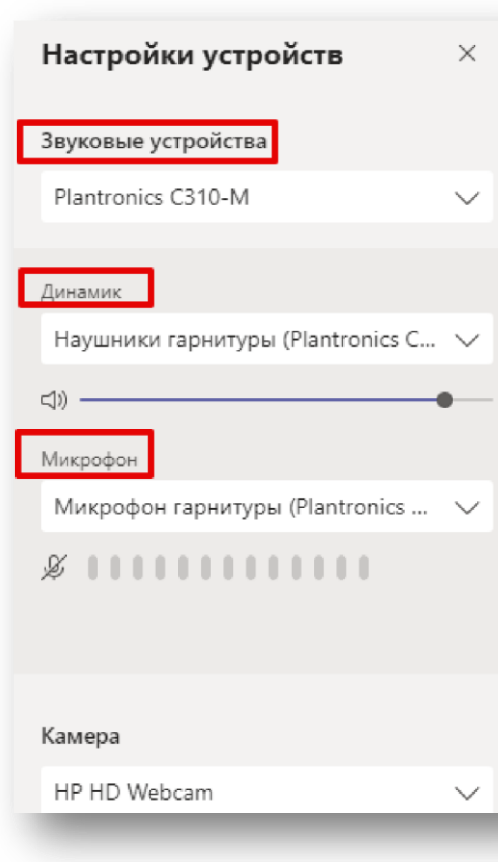 Настройки устройств
Звуковые устройства
Plantronics C310-M
Динамик
Наушники гарнитуры (Plantronics C...
Микрофон
Микрофон гарнитуры (Plantronics ...
Камера
HP HD Webcam